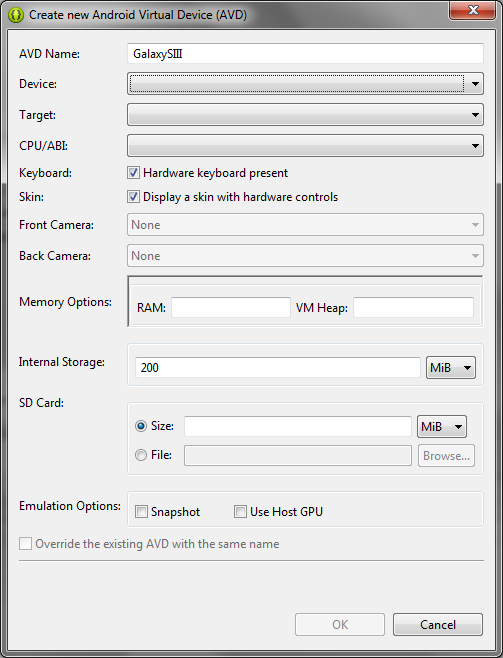 Create new Android Virtual Device (AVD)
AVD Name: GalaxySIII
Device:
Target:
CPU/ABI:
Keyboard: Hardware keyboard present
Skin: Display a skin with hardware controls
Front Camera: None
Back Camera: None
Memory Options: RAM: VM Heap:
Internal Storage: 200 MiB
SD Card:
Size: MiB
File: Browse...
Emulation Options: Snapshot Use Host GPU
Override the existing AVD with the same name
OK Cancel